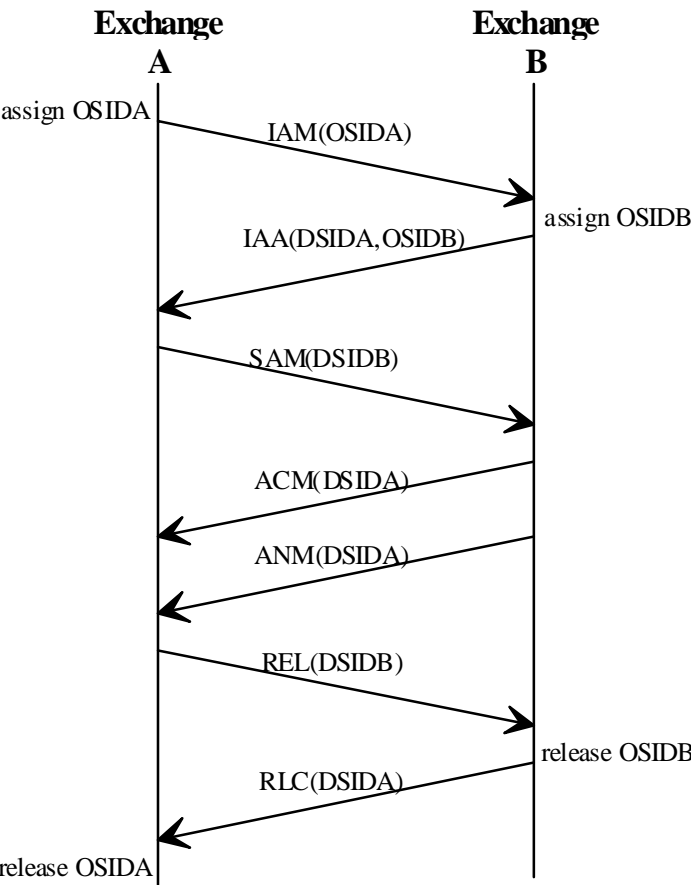 Exchange
A
Exchange
B
assign OSIDA
IAM(OSIDA)
assign OSIDB
IAA(DSIDA, OSIDB)
SAM(DSIDB)
ACM(DSIDA)
ANM(DSIDA)
REL(DSIDB)
release OSIDB
RLC(DSIDA)
release OSIDA